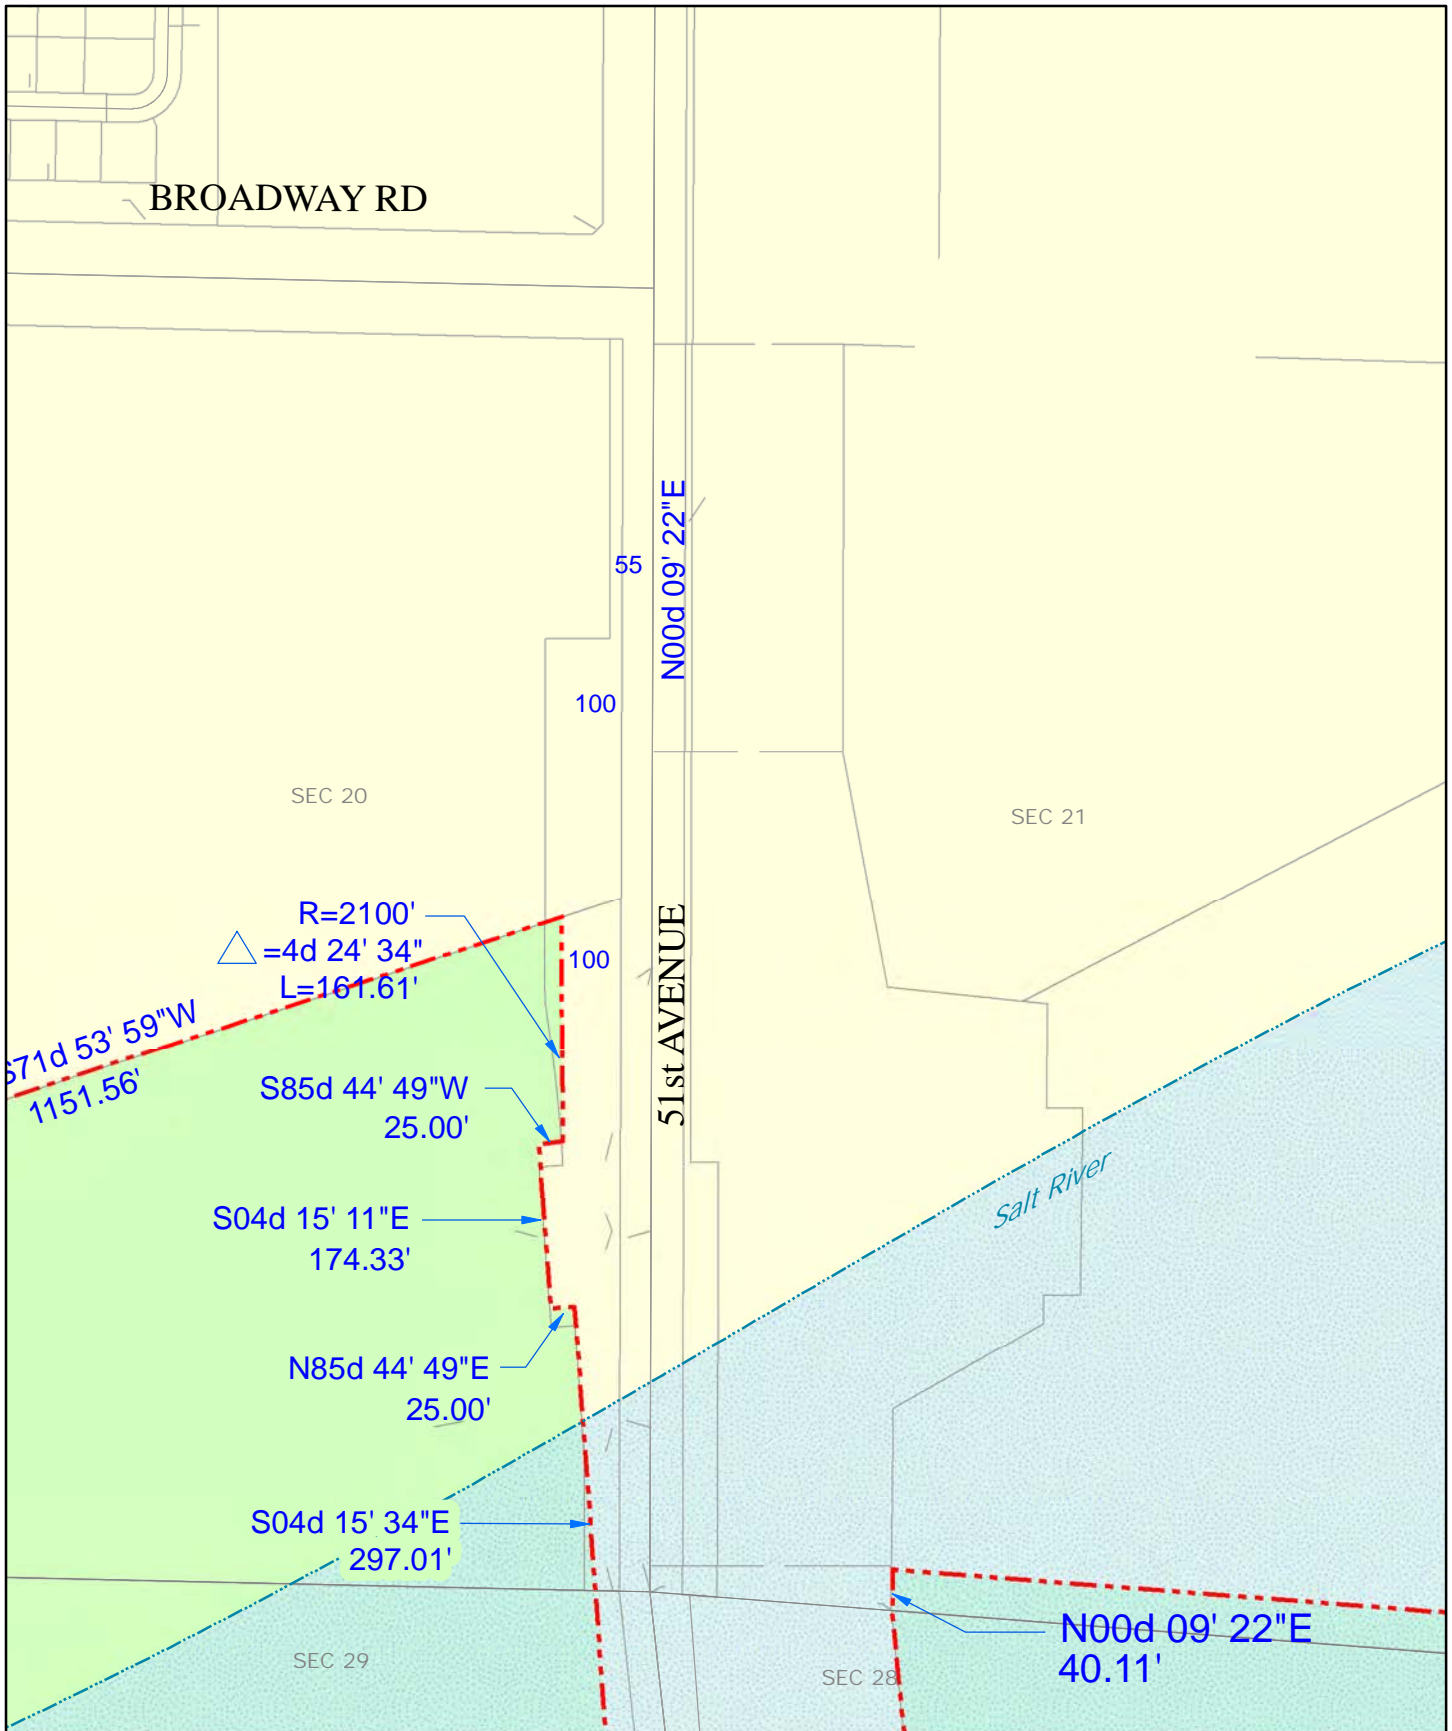 BROADWAY RD
N00d 09' 22"E
55
100
SEC 20
SEC 21
R=2100'
=4d 24' 34"
L=161.61'
100
51st AVENUE
S71d 53' 59"W
1151.56'
S85d 44' 49"W
25.00'
Salt River
S04d 15' 11"E
174.33'
N85d 44' 49"E
25.00'
S04d 15' 34"E
297.01'
N00d 09' 22"E
40.11'
SEC 29
SEC 28